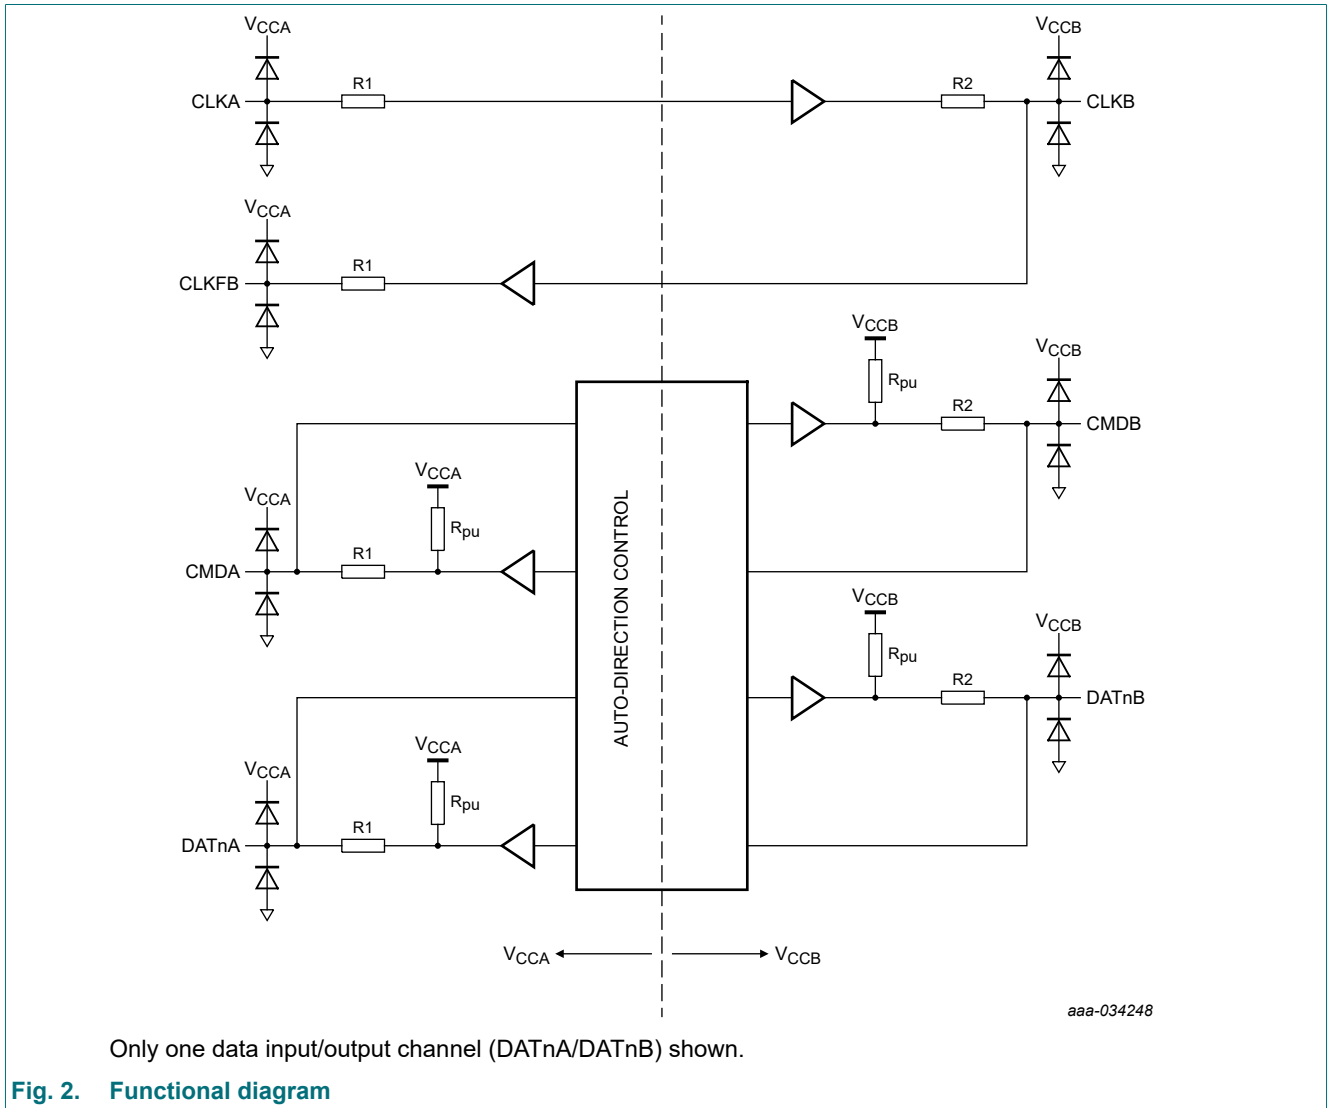 VCCA
VCCB
CLKA
R1
R2
CLKB
VCCA
CLKFB
R1
VCCB
Rpu
VCCB
R2
CMDB
VCCA
Rpu
VCCA
CMDA
R1
AUTO-DIRECTION CONTROL
VCCB
Rpu
VCCB
R2
DATnB
VCCA
Rpu
VCCA
DATnA
R1
VCCA
VCCB
aaa-034248
Only one data input/output channel (DATnA/DATnB) shown.
Fig. 2. Functional diagram